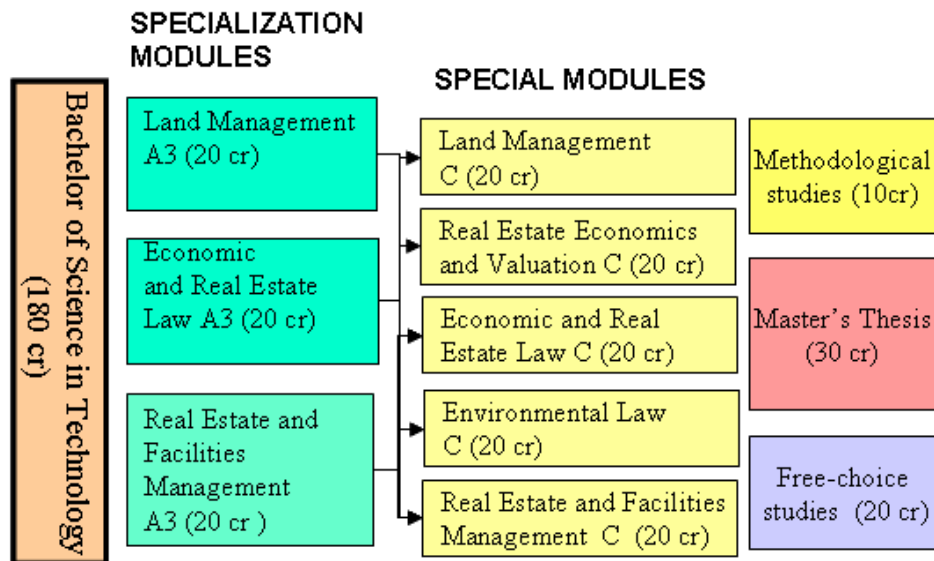 SPECIALIZATION
MODULES
SPECIAL MODULES
Bachelor of Science in Technology
(180 cr)
Land Management
A3 (20 cr)
Economic
and Real Estate
Law A3 (20 cr)
Real Estate and
Facilities
Management
A3 (20 cr )
Land Management
C (20 cr)
Real Estate Economics
and Valuation C (20 cr)
Economic and Real
Estate Law C (20 cr)
Environmental Law
C (20 cr)
Real Estate and Facilities
Management C (20 cr)
Methodological
studies (10cr)
Master's Thesis
(30 cr)
Free-choice
studies (20 cr)